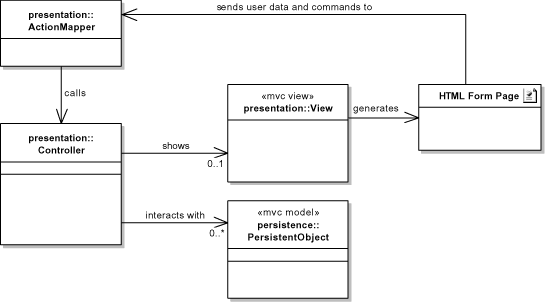 presentation::
ActionMapper
sends user data and commands to
calls
«mvc view»
presentation::View
generates
HTML Form Page
presentation::
Controller
shows
0..1
interacts with
0..*
«mvc model»
persistence::
PersistentObject